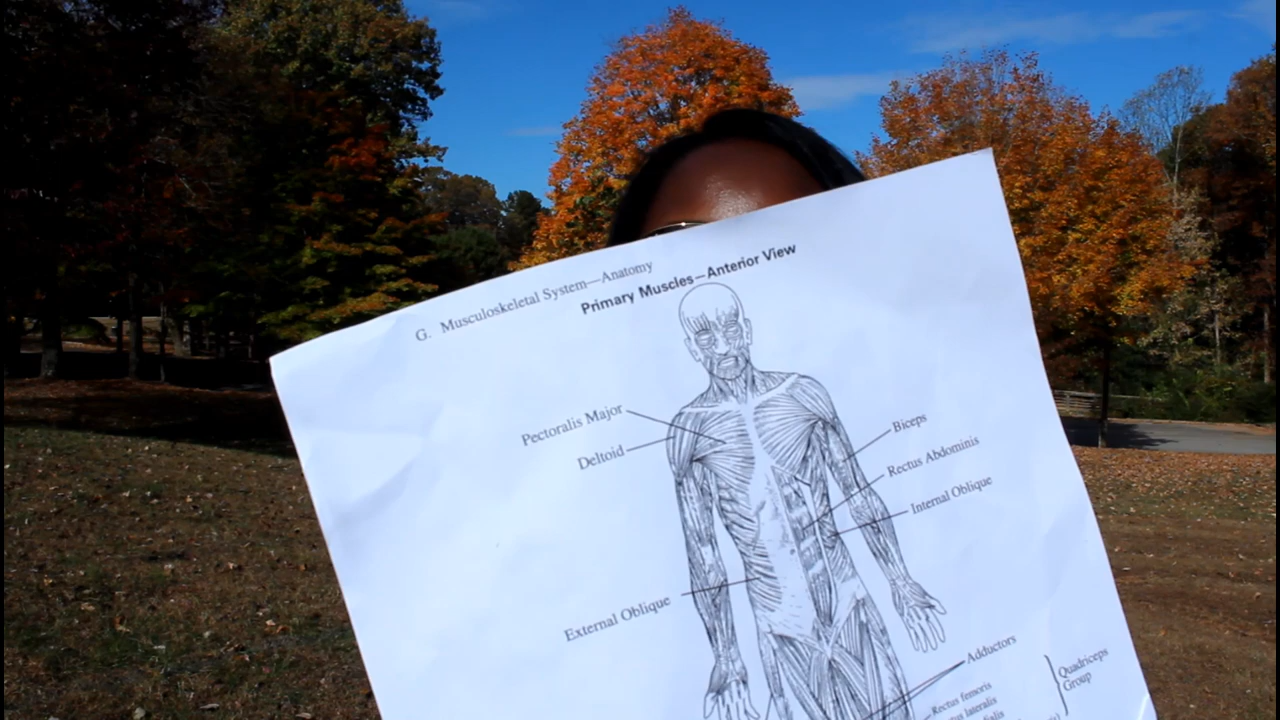 G. Musculoskeletal System—Anatomy
Primary Muscles—Anterior View
Pectoralis Major
Deltoid
Biceps
Rectus Abdominis
Internal Oblique
External Oblique
Adductors
Quadriceps
Group
Rectus femoris
lateralis